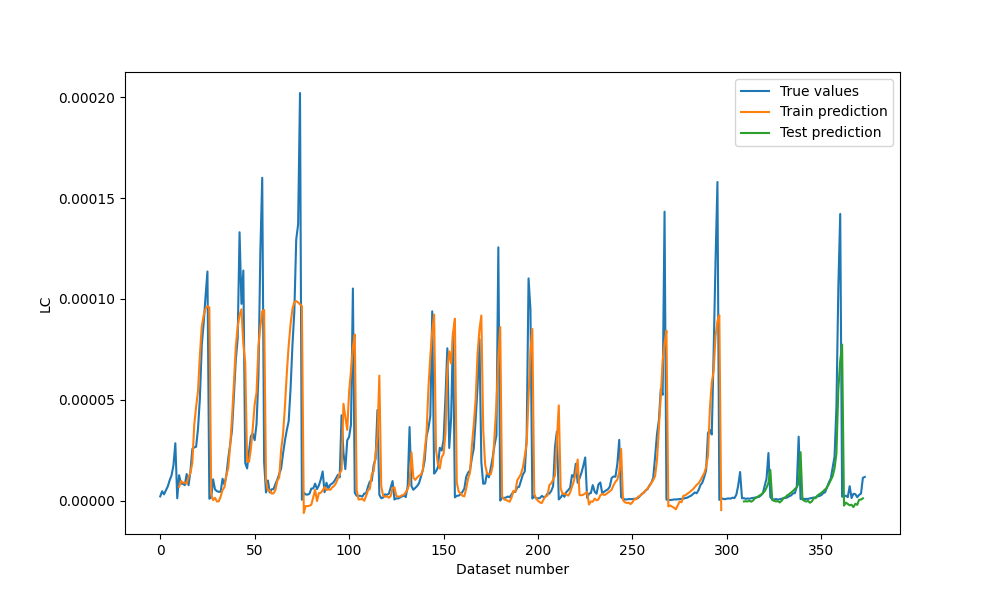 True values
Train prediction
Test prediction
0.00020
0.00015
0.00010
0.00005
0.00000
LC
0
50
100
150
200
250
300
350
Dataset number